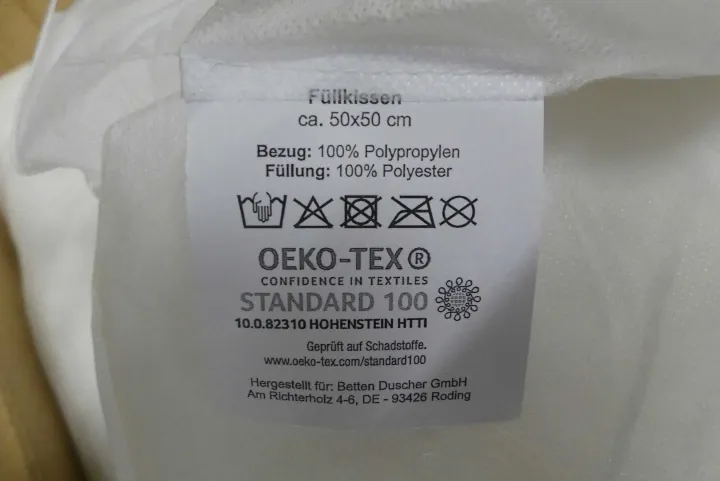 Füllkissen
ca. 50x50 cm
Bezug: 100% Polypropylen
Füllung: 100% Polyester
OEKO-TEX®
CONFIDENCE IN TEXTILES
STANDARD 100
10.0.82310 HOHENSTEIN HTTI
Geprüft auf Schadstoffe.
www.oeko-tex.com/standard100
Hergestellt für: Betten Duscher GmbH
Am Richterholz 4-6, DE - 93426 Roding